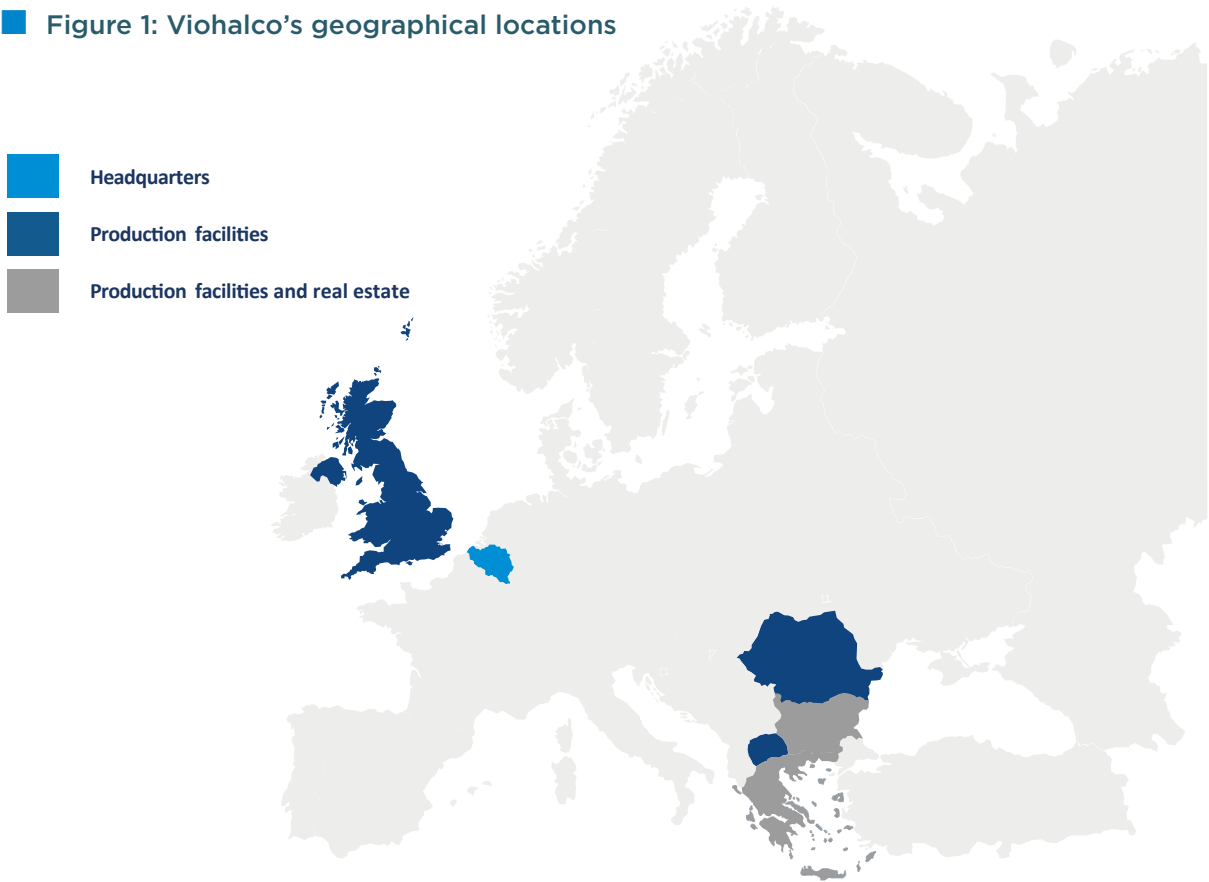 Figure 1: Viohalco’s geographical locations
Headquarters
Production facilities
Production facilities and real estate